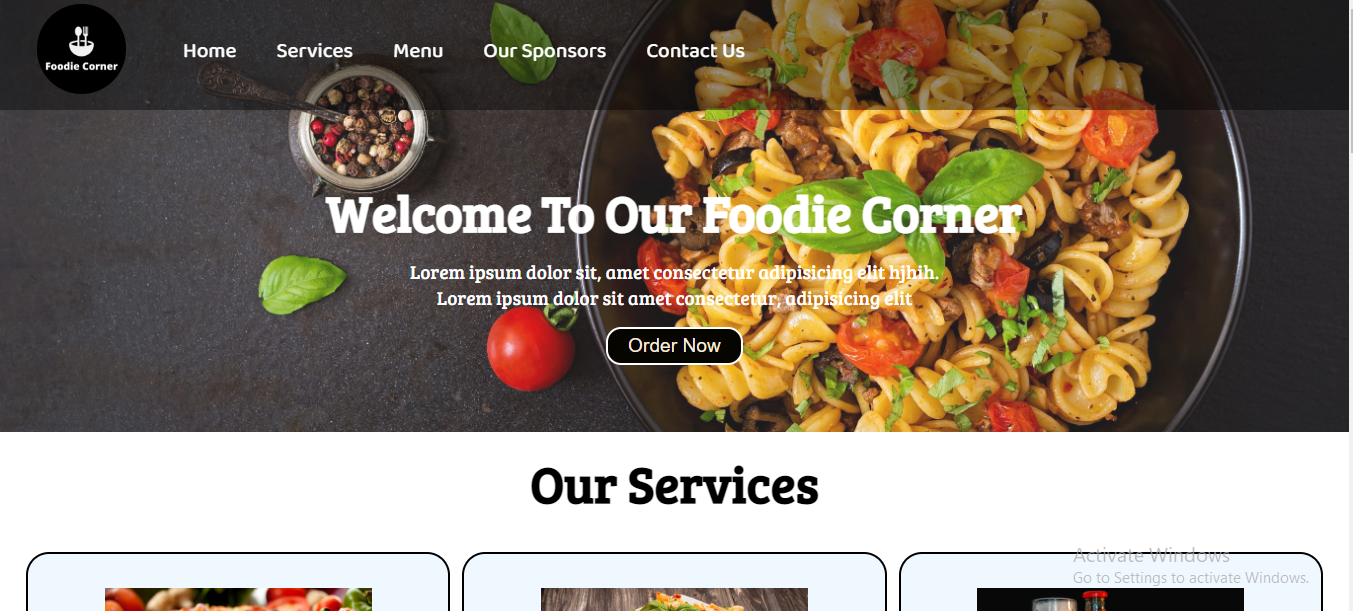 Foodie Corner
Home Services Menu Our Sponsors Contact Us
Welcome To Our Foodie Corner
Lorem ipsum dolor sit, amet consectetur adipisicing elit hjhih.
Lorem ipsum dolor sit amet consectetur, adipisicing elit
Order Now
Our Services
Activate Windows
Go to Settings to activate Windows.